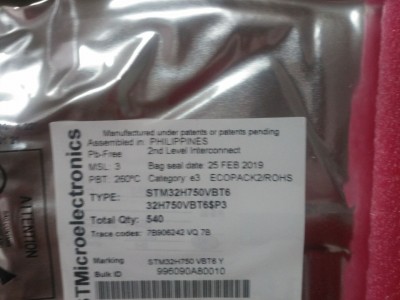 Manufactured under patents or patents pending
Assembled in: PHILIPPINES
Pb-Free 2nd Level Interconnect
MSL: 3 Bag seal date: 25 FEB 2019
PBT: 260°C Category: e3 ECOPACK2/ROHS
TYPE: STM32H750VBT6
32H750VBT6$P3
Total Qty: 540
Trace codes: 7B906242 VQ 7B
Marking STM32H750 VBT6 Y
Bulk ID 996090A80010
STMicroelectronics
ATTENTION